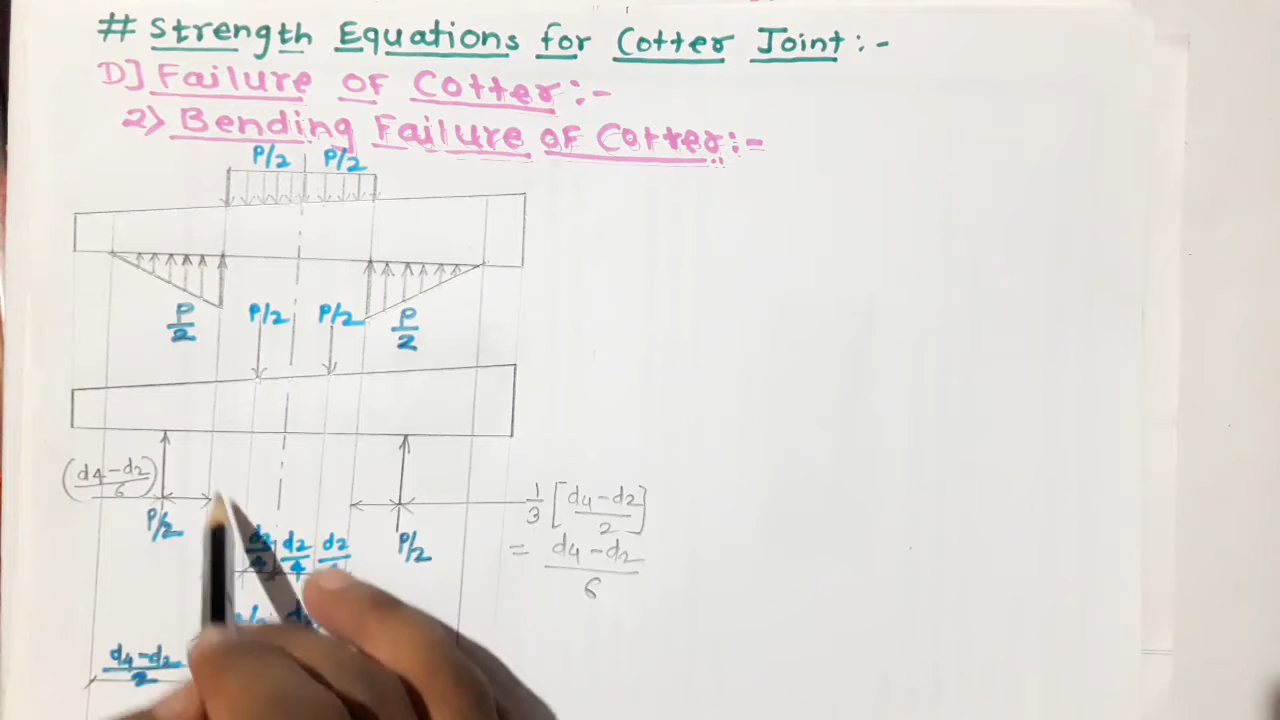 # Strength Equations for Cotter Joint:-
D] Failure of Cotter:-
2) Bending Failure of Cotter:-
P/2 P/2
P/2 P/2 P/2 P/2
(d4-d2/6)
1/3 [d4-d2/2]
P/2 P/2
= d4-d2/6
d2/4 d2/4 d2
d4-d2/2